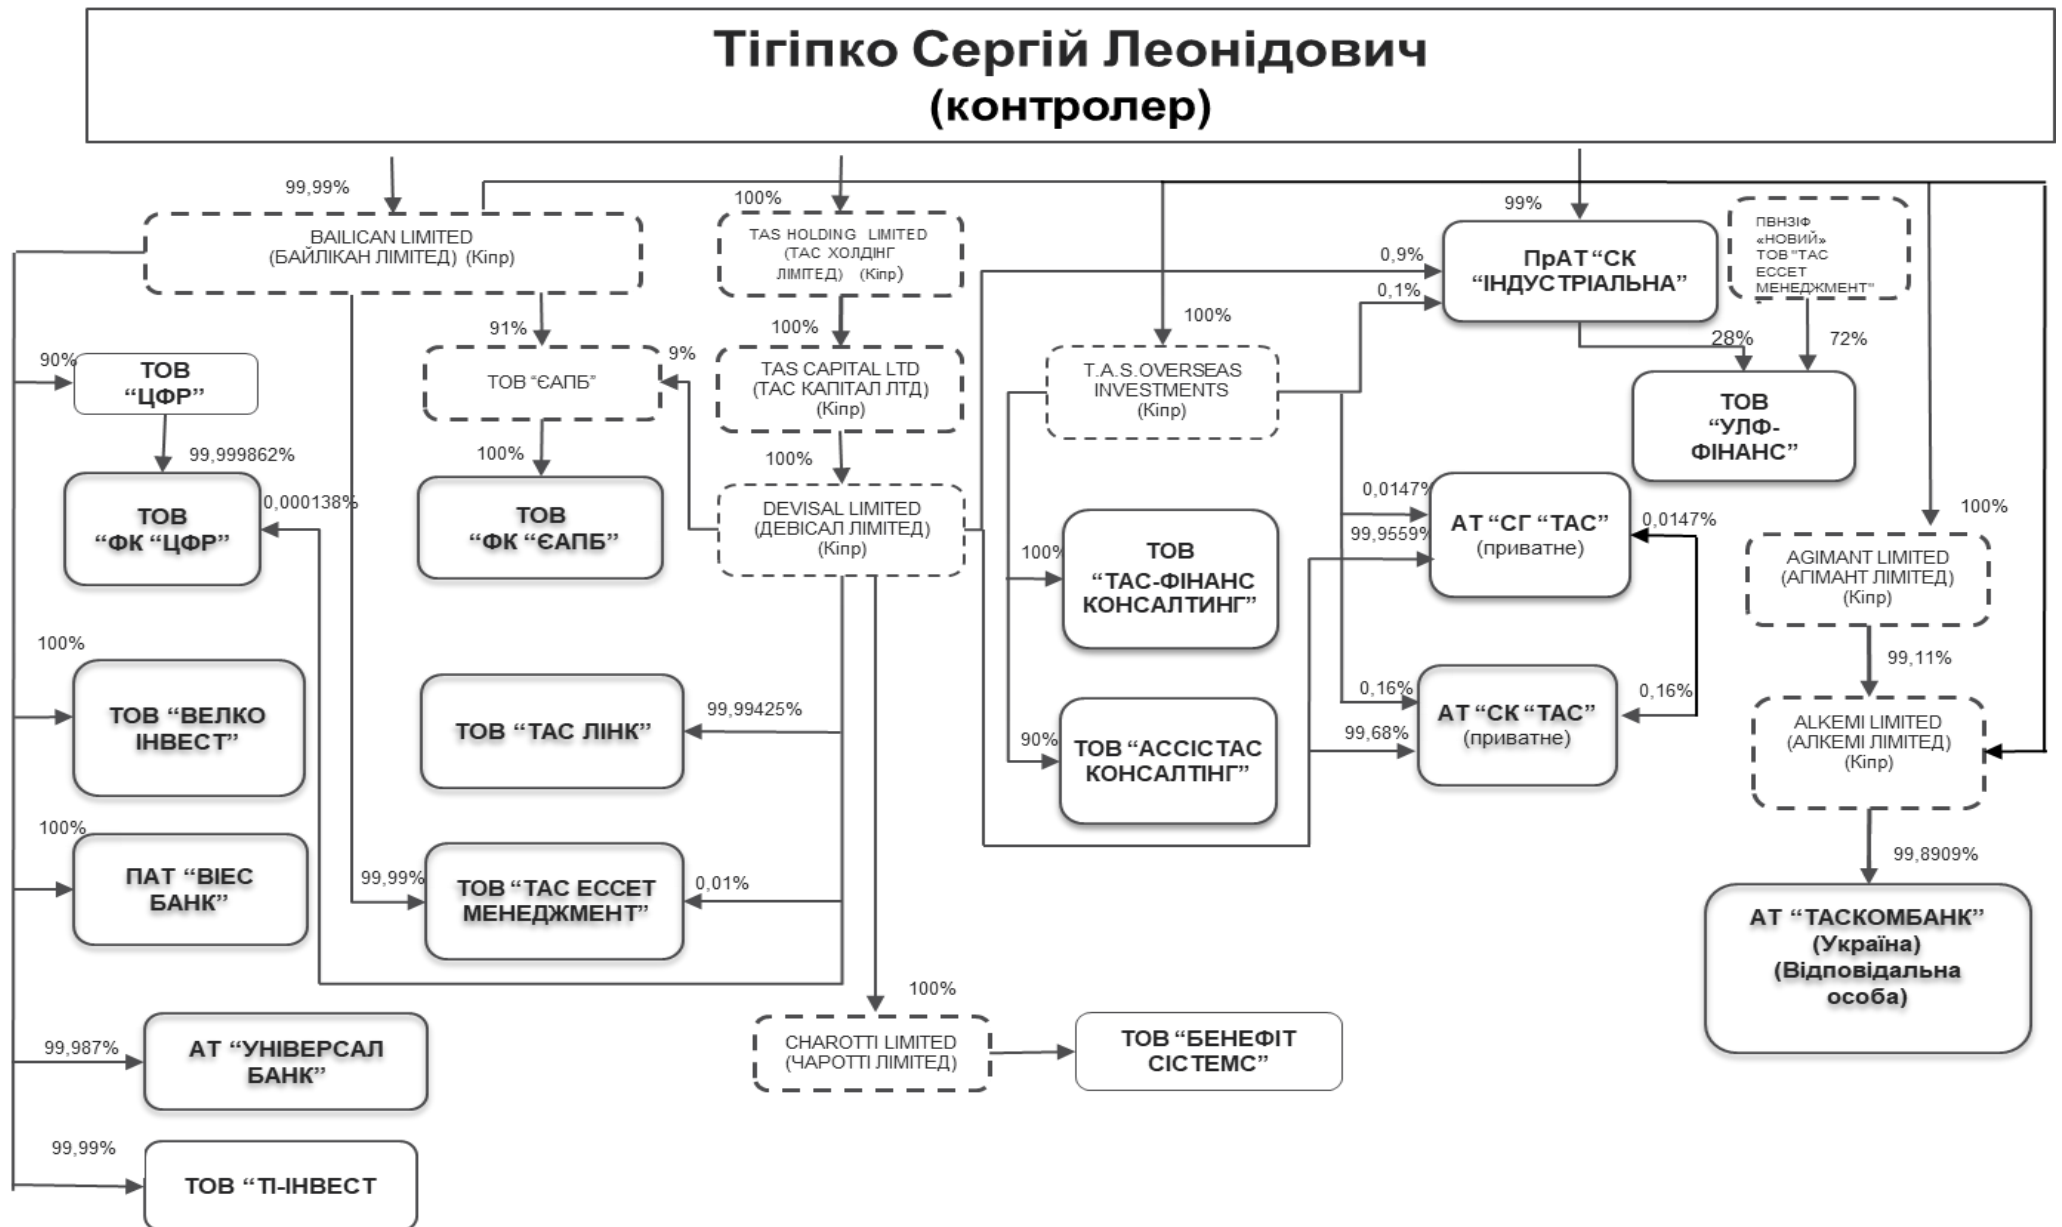 Тігіпко Сергій Леонідович
(контролер)
99,99%
100%
99%
BAILICAN LIMITED
(БАЙЛІКАН ЛІМІТЕД) (Кіпр)
TAS HOLDING LIMITED
(ТАС ХОЛДІНГ
ЛІМІТЕД) (Кіпр)
ПрАТ “СК
“ІНДУСТРІАЛЬНА”
ПВНЗІФ
«НОВИЙ»
ТОВ “ТАС
ЕССЕТ
МЕНЕДЖМЕНТ”
0,9%
0,1%
91%
100%
100%
28%
72%
90%
ТОВ
“ЦФР”
ТОВ “ЄАПБ”
9%
TAS CAPITAL LTD
(ТАС КАПІТАЛ ЛТД)
(Кіпр)
T.A.S.OVERSEAS
INVESTMENTS
(Кіпр)
ТОВ
“УЛФ-
ФІНАНС”
99,999862%
100%
100%
ТОВ
“ФК “ЦФР”
0,000138%
ТОВ
“ФК “ЄАПБ”
DEVISAL LIMITED
(ДЕВІСАЛ ЛІМІТЕД)
(Кіпр)
100%
ТОВ
“ТАС-ФІНАНС
КОНСАЛТИНГ”
0,0147%
99,9559%
АТ “СГ “ТАС”
(приватне)
0,0147%
100%
AGIMANT LIMITED
(АГІМАНТ ЛІМІТЕД)
(Кіпр)
99,11%
100%
ТОВ “ВЕЛКО
ІНВЕСТ”
ТОВ “ТАС ЛІНК”
99,99425%
90%
ТОВ “АССІСТАС
КОНСАЛТІНГ”
0,16%
99,68%
АТ “СК “ТАС”
(приватне)
0,16%
ALKEMI LIMITED
(АЛКЕМІ ЛІМІТЕД)
(Кіпр)
99,8909%
100%
ПАТ “ВІЕС
БАНК”
99,99%
ТОВ “ТАС ЕССЕТ
МЕНЕДЖМЕНТ”
0,01%
АТ “ТАСКОМБАНК”
(Україна)
(Відповідальна
особа)
100%
99,987%
АТ “УНІВЕРСАЛ
БАНК”
CHAROTTI LIMITED
(ЧАРОТТІ ЛІМІТЕД)
ТОВ “БЕНЕФІТ
СІСТЕМС”
99,99%
ТОВ “ТІ-ІНВЕСТ